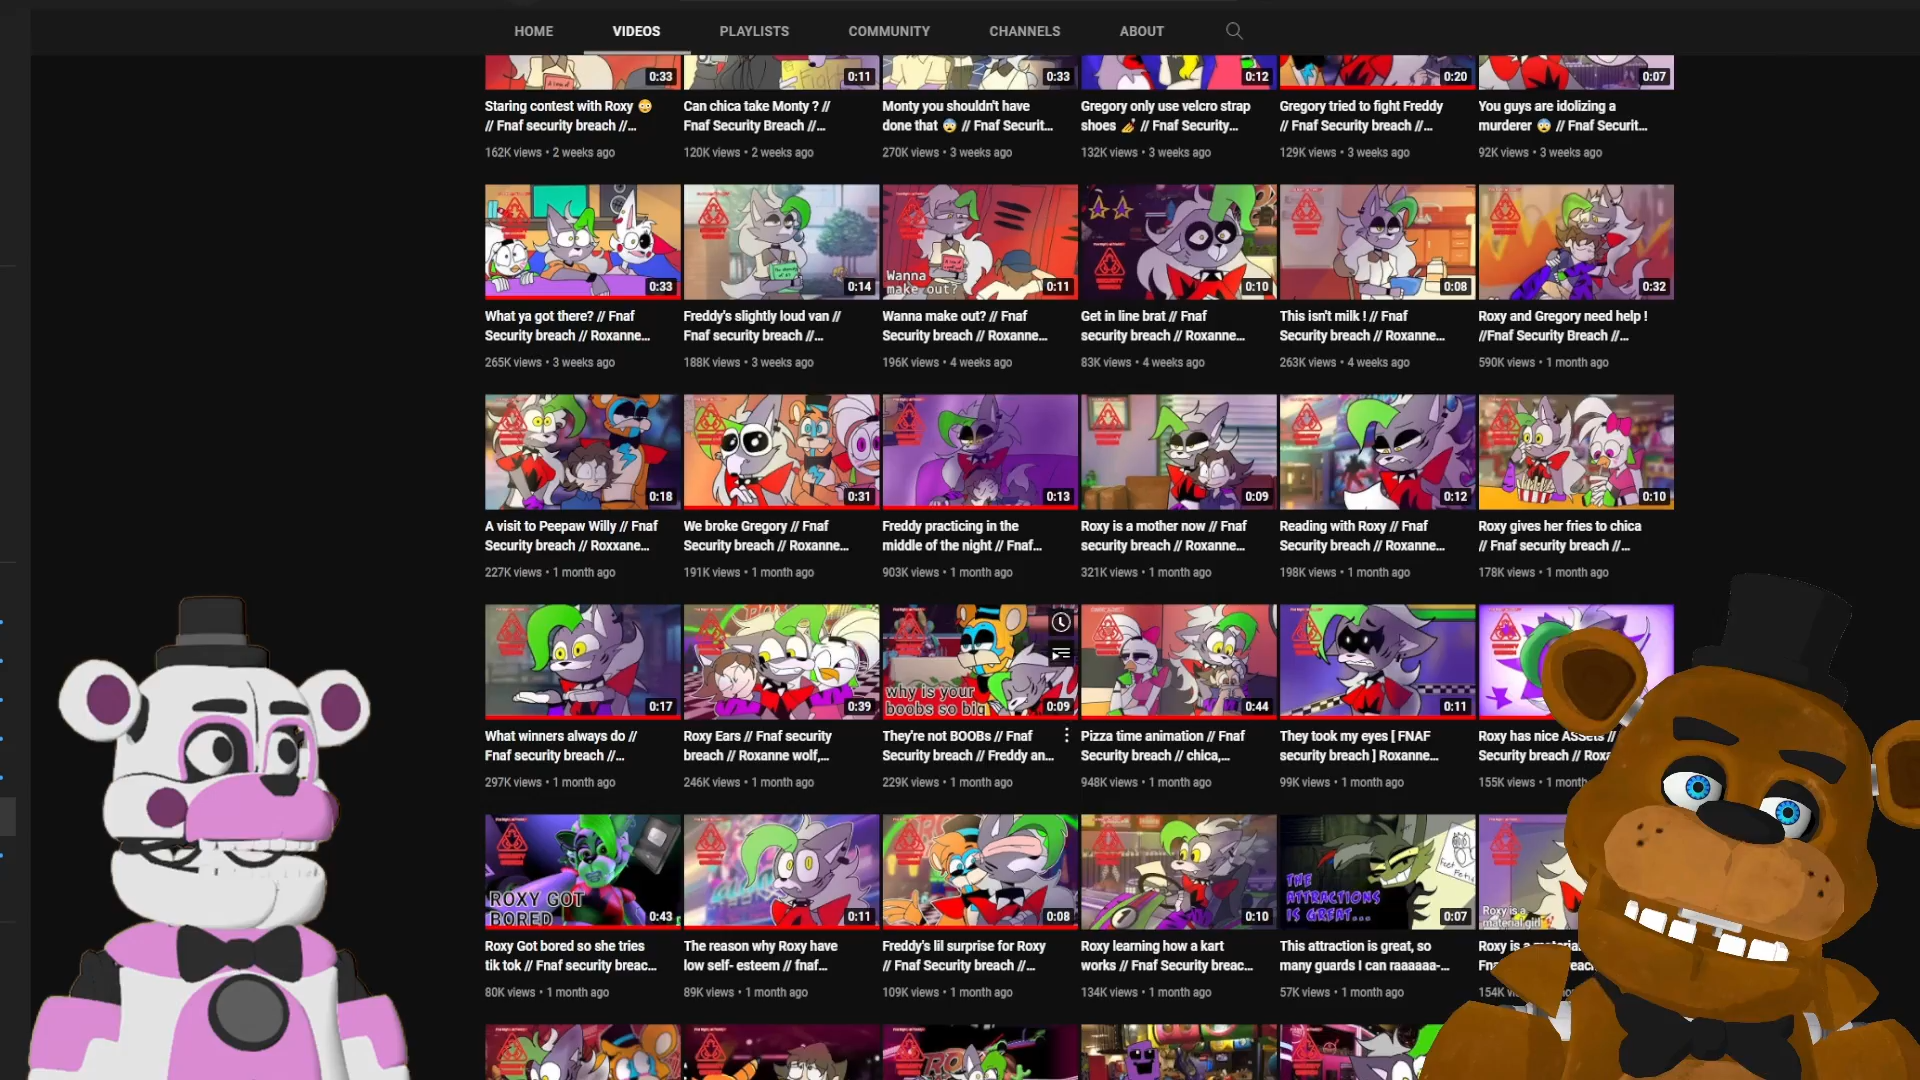 HOME VIDEOS PLAYLISTS COMMUNITY CHANNELS ABOUT
0:33 0:11 0:33 0:12 0:20 0:07
Staring contest with Roxy 😳
// Fnaf security breach //...
162K views • 2 weeks ago
Can chica take Monty ? //
Fnaf Security Breach //...
120K views • 2 weeks ago
Monty you shouldn't have
done that 😨 // Fnaf Securit...
270K views • 3 weeks ago
Gregory only use velcro strap
shoes 💅 // Fnaf Security...
132K views • 3 weeks ago
Gregory tried to fight Freddy
// Fnaf Security breach //...
129K views • 3 weeks ago
You guys are idolizing a
murderer 😨 // Fnaf Securit...
92K views • 3 weeks ago
Wanna
make out?
0:33 0:14 0:11 0:10 0:08 0:32
What ya got there? // Fnaf
Security breach // Roxanne...
265K views • 3 weeks ago
Freddy's slightly loud van //
Fnaf security breach //...
188K views • 3 weeks ago
Wanna make out? // Fnaf
Security breach // Roxanne...
196K views • 4 weeks ago
Get in line brat // Fnaf
security breach // Roxanne...
83K views • 4 weeks ago
This isn't milk ! // Fnaf
Security breach // Roxanne...
263K views • 4 weeks ago
Roxy and Gregory need help !
//Fnaf Security Breach //...
590K views • 1 month ago
0:18 0:31 0:13 0:09 0:12 0:10
A visit to Peepaw Willy // Fnaf
Security breach // Roxxane...
227K views • 1 month ago
We broke Gregory // Fnaf
Security breach // Roxanne...
191K views • 1 month ago
Freddy practicing in the
middle of the night // Fnaf...
903K views • 1 month ago
Roxy is a mother now // Fnaf
security breach // Roxanne...
321K views • 1 month ago
Reading with Roxy // Fnaf
Security breach // Roxanne...
198K views • 1 month ago
Roxy gives her fries to chica
// Fnaf security breach //...
178K views • 1 month ago
why is your
boobs so big
0:17 0:39 0:09 0:44 0:11
What winners always do //
Fnaf security breach //...
297K views • 1 month ago
Roxy Ears // Fnaf security
breach // Roxanne wolf,...
246K views • 1 month ago
They're not BOOBs // Fnaf
Security breach // Freddy an...
229K views • 1 month ago
Pizza time animation // Fnaf
Security breach // chica,...
948K views • 1 month ago
They took my eyes [ FNAF
security breach ] Roxanne...
99K views • 1 month ago
Roxy has nice ASSets //
Security breach // Roxa
155K views • 1 month
ROXY GOT
BORED
THE
ATTRACTIONS
IS GREAT...
Roxy is a
material girl
0:43 0:11 0:08 0:10 0:07
Roxy Got bored so she tries
tik tok // Fnaf security breac...
80K views • 1 month ago
The reason why Roxy have
low self- esteem // fnaf...
89K views • 1 month ago
Freddy's lil surprise for Roxy
// Fnaf Security breach //...
109K views • 1 month ago
Roxy learning how a kart
works // Fnaf Security breac...
134K views • 1 month ago
This attraction is great, so
many guards I can raaaaaa-...
57K views • 1 month ago
Roxy is a materia
154K